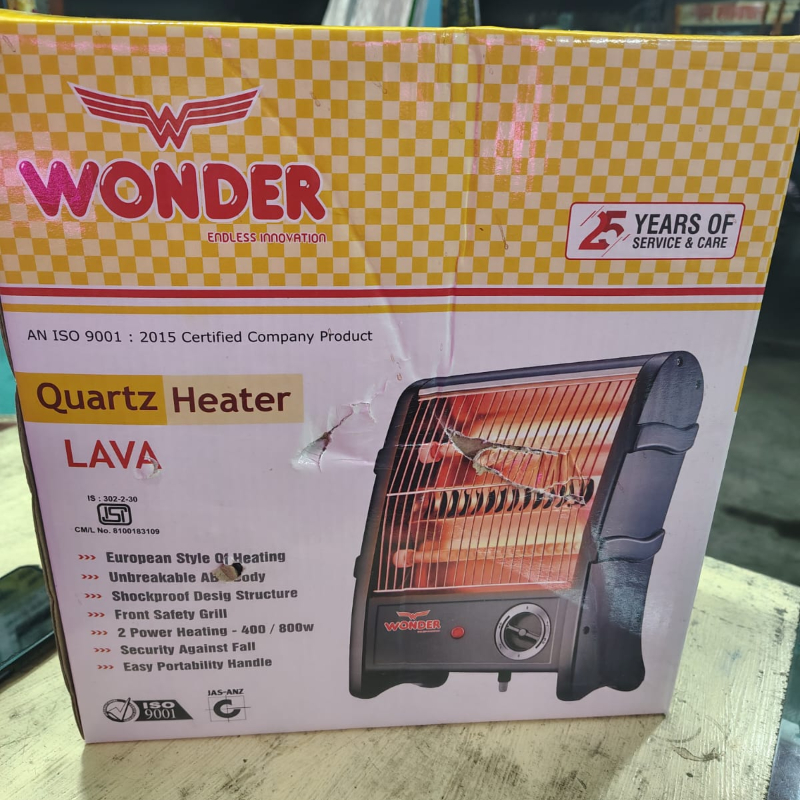 WONDER
ENDLESS INNOVATION
25 YEARS OF
SERVICE & CARE
AN ISO 9001 : 2015 Certified Company Product
Quartz Heater
LAVA
IS : 302-2-30
ISI
CM/L No. 8100183109
>>> European Style Of Heating
>>> Unbreakable Body
>>> Shockproof Desig Structure
>>> Front Safety Grill
>>> 2 Power Heating - 400 / 800w
>>> Security Against Fall
>>> Easy Portability Handle
WONDER
ISO
9001
JAS-ANZ